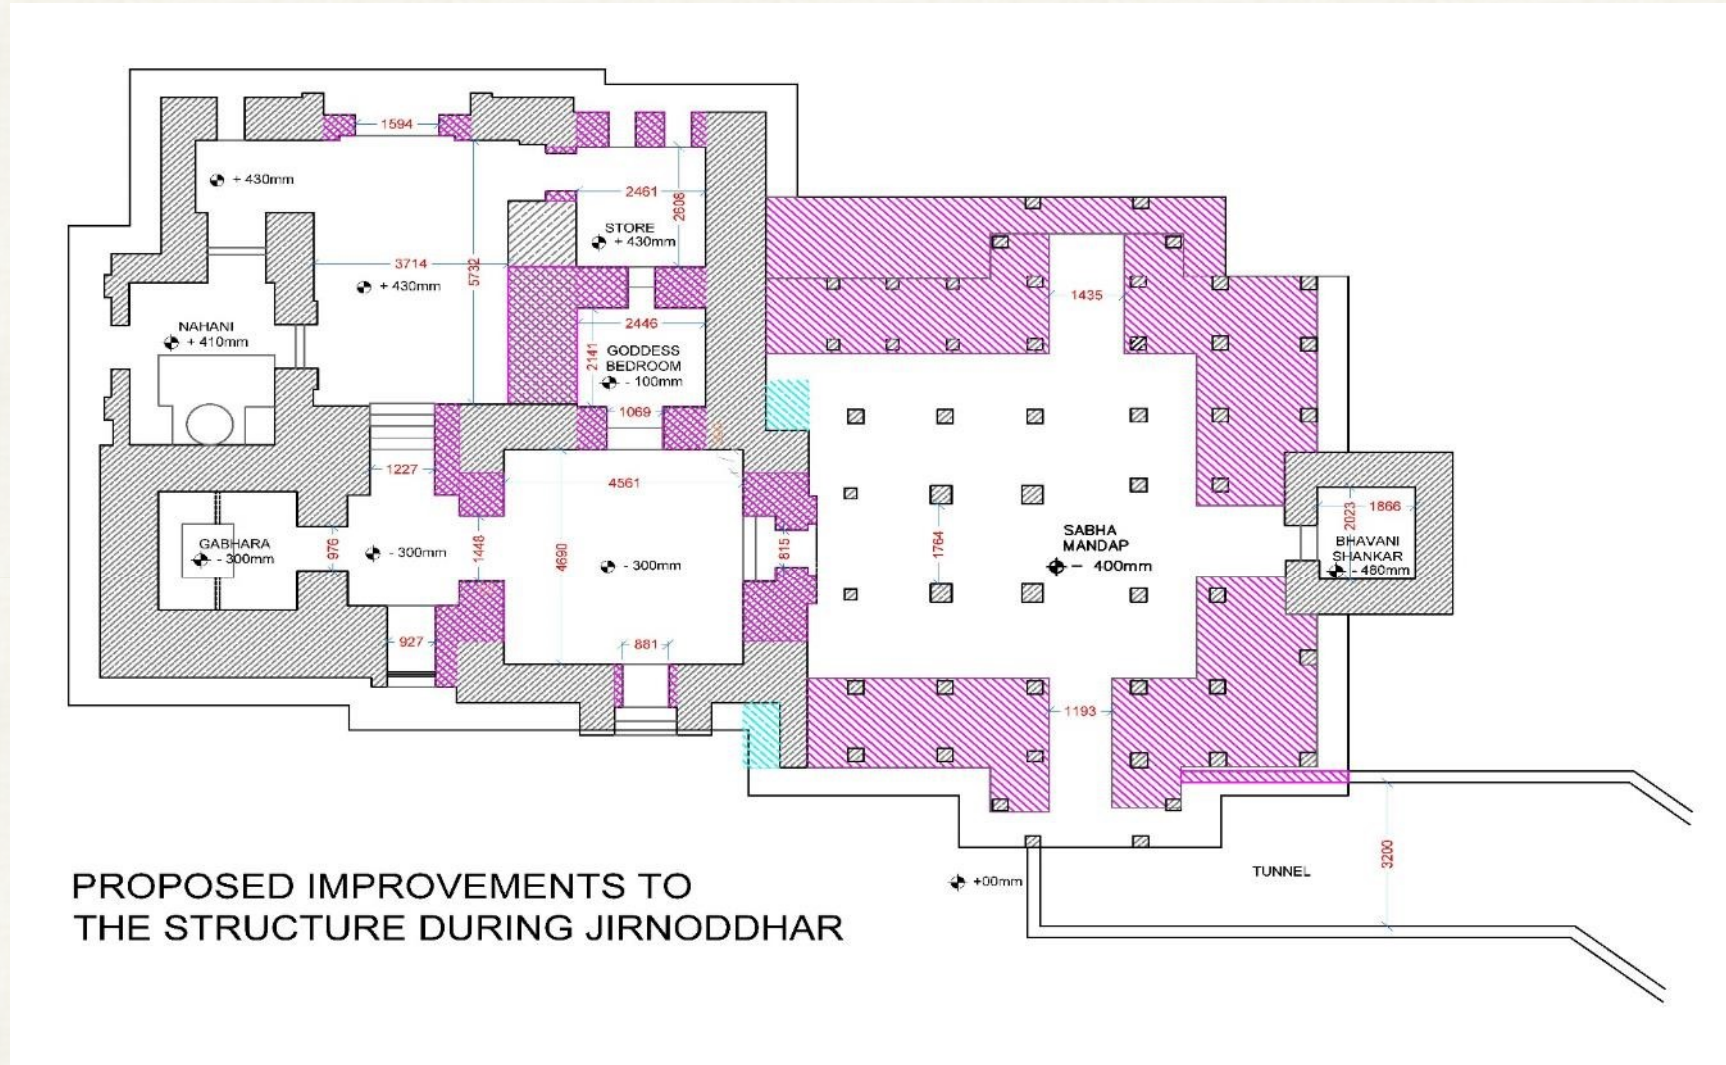 1594
+ 430mm
2461
2608
STORE
+ 430mm
3714
5732
+ 430mm
1435
NAHANI
+ 410mm
2446
2141
GODDESS
BEDROOM
- 100mm
1069
1227
4561
1866
2023
GABHARA
- 300mm
976
- 300mm
1448
4690
- 300mm
815
1764
SABHA
MANDAP
- 400mm
BHAVANI
SHANKAR
- 460mm
927
881
1193
3200
TUNNEL
+00mm
PROPOSED IMPROVEMENTS TO
THE STRUCTURE DURING JIRNODDHAR